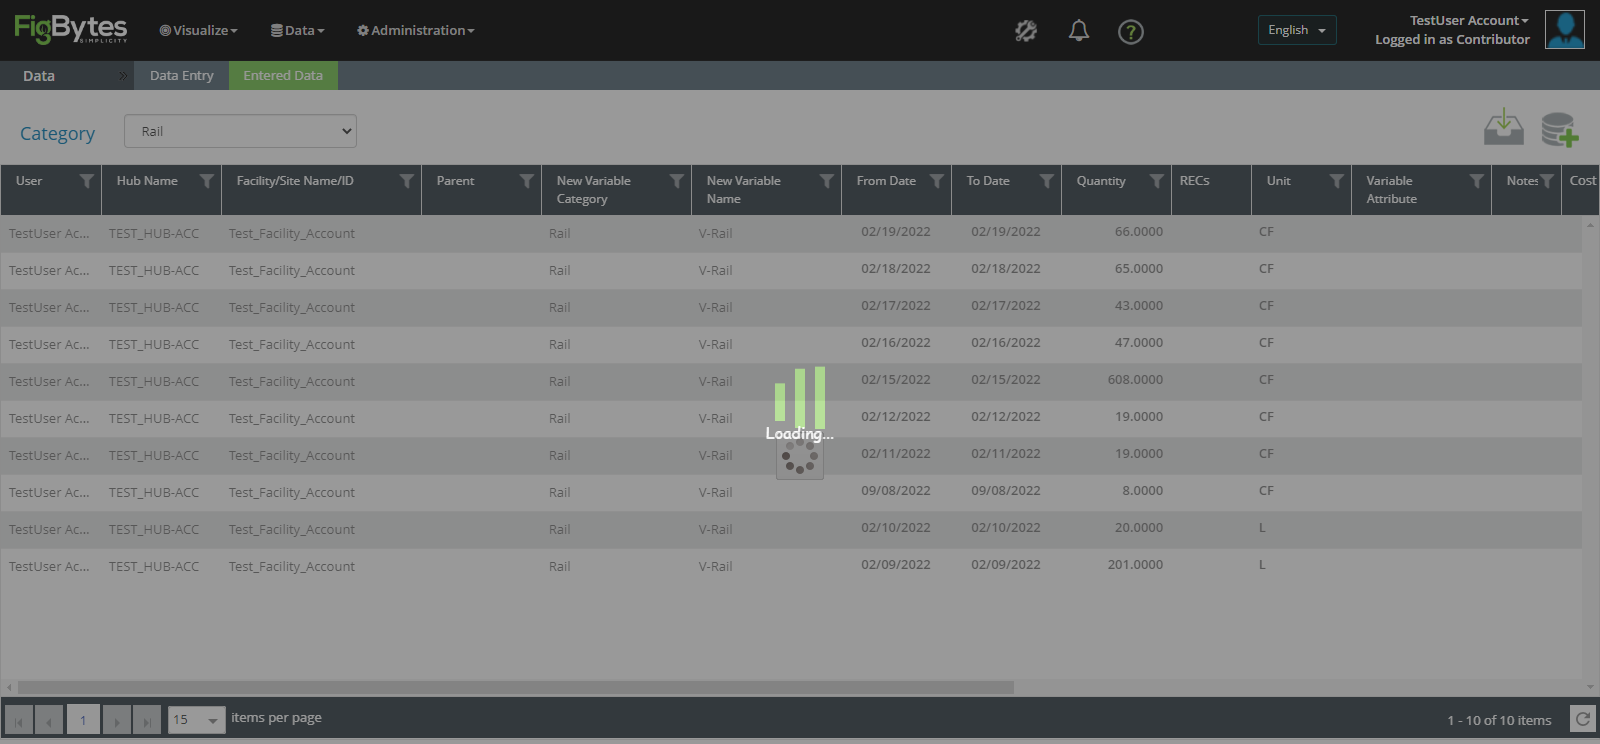 FigBytes
SIMPLICITY
Visualize
Data
Administration
?
English
TestUser Account
Logged in as Contributor
Data
Data Entry
Entered Data
Category
Rail
User Hub Name Facility/Site Name/ID Parent New Variable Category New Variable Name From Date To Date Quantity RECs Unit Variable Attribute Notes Cost
TestUser Ac... TEST_HUB-ACC Test_Facility_Account Rail V-Rail 02/19/2022 02/19/2022 66.0000 CF
TestUser Ac... TEST_HUB-ACC Test_Facility_Account Rail V-Rail 02/18/2022 02/18/2022 65.0000 CF
TestUser Ac... TEST_HUB-ACC Test_Facility_Account Rail V-Rail 02/17/2022 02/17/2022 43.0000 CF
TestUser Ac... TEST_HUB-ACC Test_Facility_Account Rail V-Rail 02/16/2022 02/16/2022 47.0000 CF
TestUser Ac... TEST_HUB-ACC Test_Facility_Account Rail V-Rail 02/15/2022 02/15/2022 608.0000 CF
TestUser Ac... TEST_HUB-ACC Test_Facility_Account Rail V-Rail 02/12/2022 02/12/2022 19.0000 CF
Loading...
TestUser Ac... TEST_HUB-ACC Test_Facility_Account Rail V-Rail 02/11/2022 02/11/2022 19.0000 CF
TestUser Ac... TEST_HUB-ACC Test_Facility_Account Rail V-Rail 09/08/2022 09/08/2022 8.0000 CF
TestUser Ac... TEST_HUB-ACC Test_Facility_Account Rail V-Rail 02/10/2022 02/10/2022 20.0000 L
TestUser Ac... TEST_HUB-ACC Test_Facility_Account Rail V-Rail 02/09/2022 02/09/2022 201.0000 L
1 15 items per page 1 - 10 of 10 items